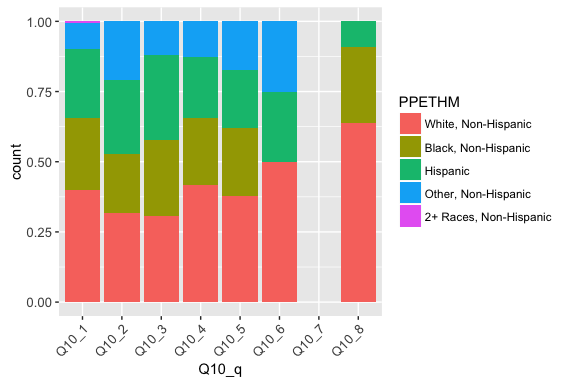 1.00
0.75
0.50
0.25
0.00
count
Q10_1
Q10_2
Q10_3
Q10_4
Q10_5
Q10_6
Q10_7
Q10_8
Q10_q
PPETHM
White, Non-Hispanic
Black, Non-Hispanic
Hispanic
Other, Non-Hispanic
2+ Races, Non-Hispanic